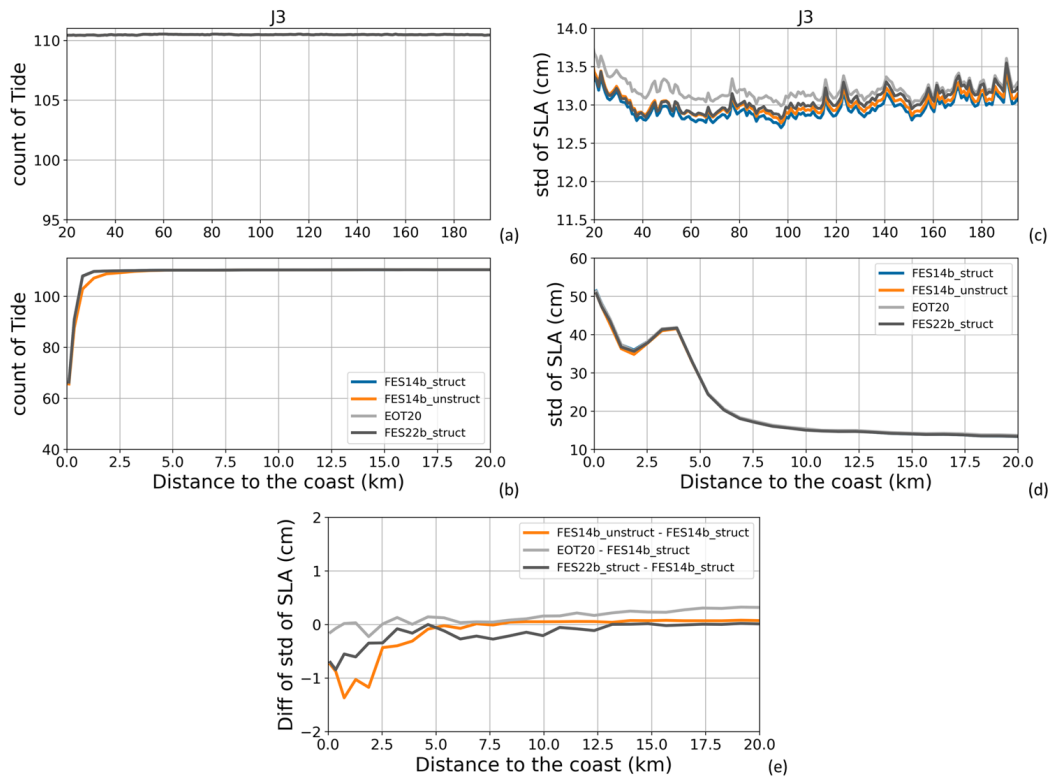 J3
count of Tide
110
105
100
95
20 40 60 80 100 120 140 160 180
(a)
J3
std of SLA (cm)
14.0
13.5
13.0
12.5
12.0
11.5
20 40 60 80 100 120 140 160 180
(c)
count of Tide
100
80
60
40
0.0 2.5 5.0 7.5 10.0 12.5 15.0 17.5 20.0
FES14b_struct
FES14b_unstruct
EOT20
FES22b_struct
Distance to the coast (km)
(b)
std of SLA (cm)
60
50
40
30
20
10
0.0 2.5 5.0 7.5 10.0 12.5 15.0 17.5 20.0
FES14b_struct
FES14b_unstruct
EOT20
FES22b_struct
Distance to the coast (km)
(d)
Diff of std of SLA (cm)
2
1
0
−1
−2
0.0 2.5 5.0 7.5 10.0 12.5 15.0 17.5 20.0
FES14b_unstruct - FES14b_struct
EOT20 - FES14b_struct
FES22b_struct - FES14b_struct
Distance to the coast (km)
(e)